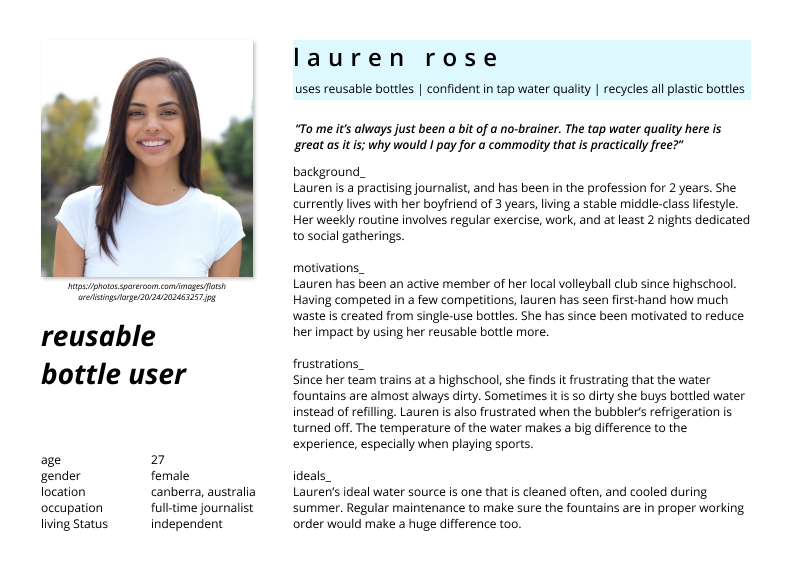 lauren rose
uses reusable bottles | confident in tap water quality | recycles all plastic bottles
“To me it’s always just been a bit of a no-brainer. The tap water quality here is
great as it is; why would I pay for a commodity that is practically free?”
background_
Lauren is a practising journalist, and has been in the profession for 2 years. She
currently lives with her boyfriend of 3 years, living a stable middle-class lifestyle.
Her weekly routine involves regular exercise, work, and at least 2 nights dedicated
to social gatherings.
motivations_
Lauren has been an active member of her local volleyball club since highschool.
Having competed in a few competitions, lauren has seen first-hand how much
waste is created from single-use bottles. She has since been motivated to reduce
her impact by using her reusable bottle more.
frustrations_
Since her team trains at a highschool, she finds it frustrating that the water
fountains are almost always dirty. Sometimes it is so dirty she buys bottled water
instead of refilling. Lauren is also frustrated when the bubbler’s refrigeration is
turned off. The temperature of the water makes a big difference to the
experience, especially when playing sports.
ideals_
Lauren’s ideal water source is one that is cleaned often, and cooled during
summer. Regular maintenance to make sure the fountains are in proper working
order would make a huge difference too.
https://photos.spareroom.com/images/flatsh
are/listings/large/20/24/202463257.jpg
reusable
bottle user
age 27
gender female
location canberra, australia
occupation full-time journalist
living Status independent